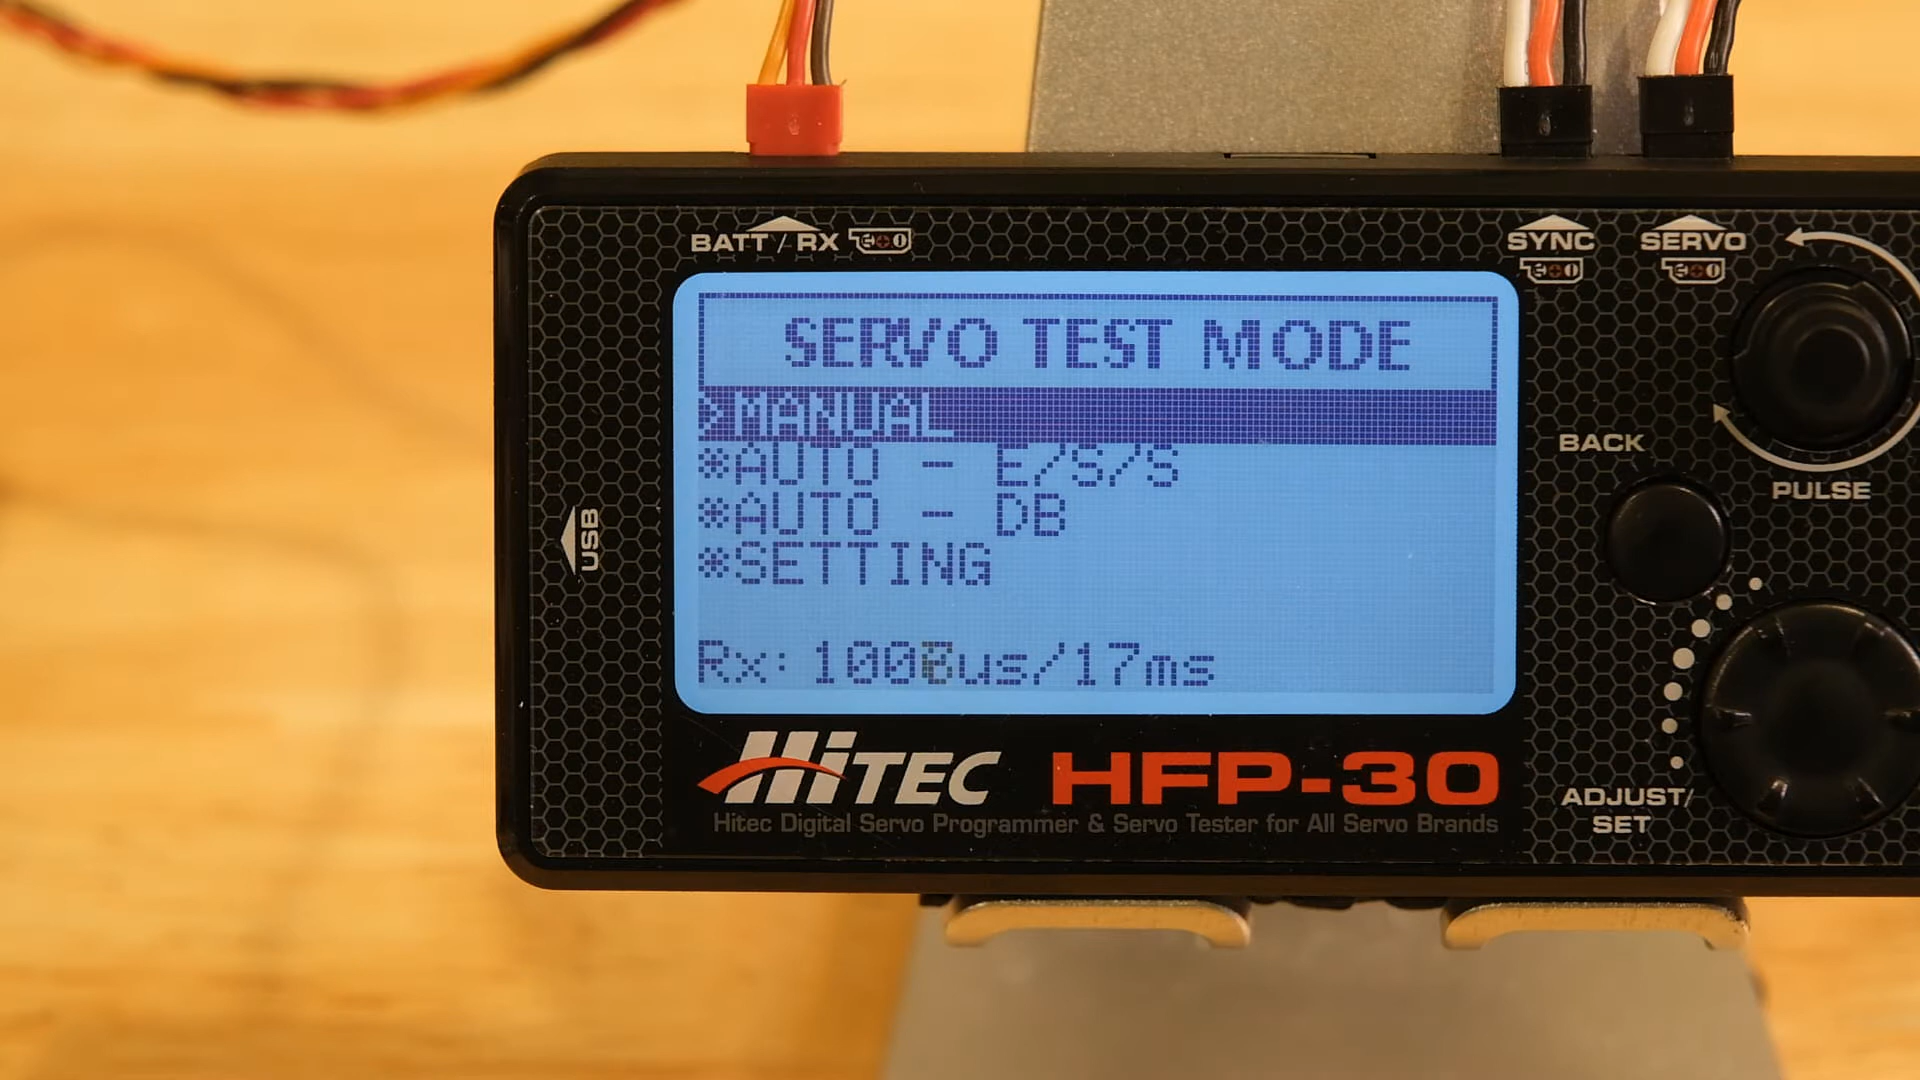 BATT / RX
SYNC
SERVO
SERVO TEST MODE
>MANUAL
*AUTO - E/S/S
*AUTO - DB
*SETTING
Rx:
us/17ms
USB
BACK
PULSE
ADJUST/
SET
HiTEC HFP-30
Hitec Digital Servo Programmer & Servo Tester for All Servo Brands